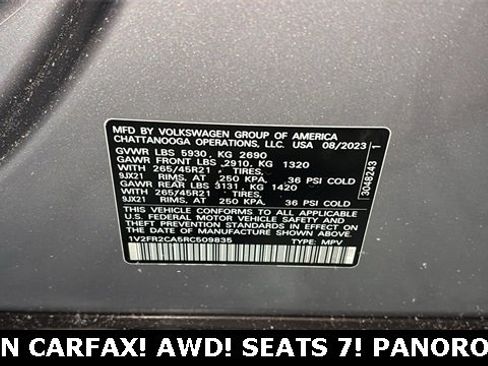 MFD BY VOLKSWAGEN GROUP OF AMERICA
CHATTANOOGA OPERATIONS, LLC. USA 08/2023
GVWR LBS 5930, KG 2690
GAWR FRONT LBS 2910, KG 1320
WITH 265/45R21 TIRES,
9JX21 RIMS, AT 250 KPA, 36 PSI COLD
GAWR REAR LBS 3131, KG 1420
WITH 265/45R21 TIRES,
9JX21 RIMS, AT 250 KPA, 36 PSI COLD
THIS VEHICLE CONFORMS TO ALL APPLICABLE
U.S. FEDERAL MOTOR VEHICLE SAFETY
STANDARDS IN EFFECT ON
THE DATE OF MANUFACTURE SHOWN ABOVE.
1V2FR2CA5RC509835 TYPE: MPV
3048243 1
N CARFAX! AWD! SEATS 7! PANORO